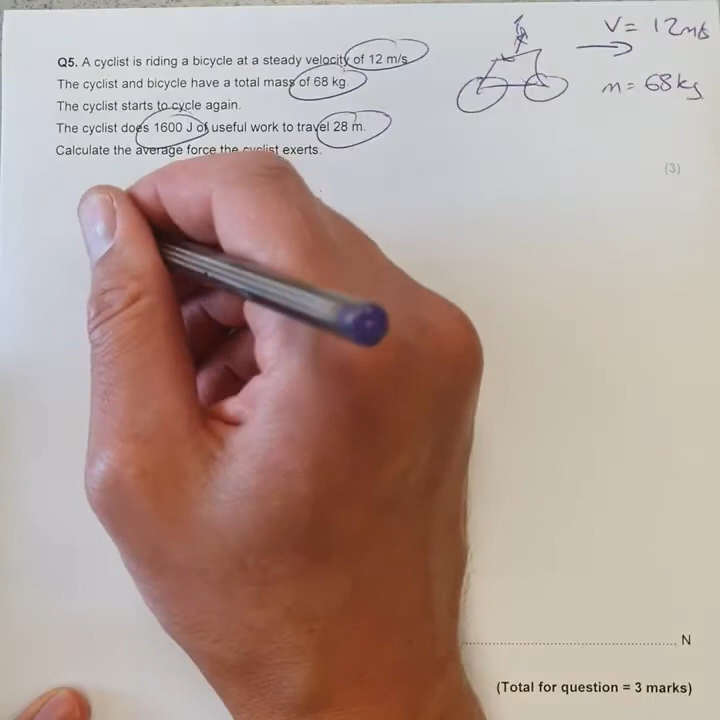 Q5. A cyclist is riding a bicycle at a steady velocity of 12 m/s
The cyclist and bicycle have a total mass of 68 kg.
The cyclist starts to cycle again.
The cyclist does 1600 J of useful work to travel 28 m.
Calculate the average force the cyclist exerts.
V = 12m/s
m = 68kg
(3)
N
(Total for question = 3 marks)